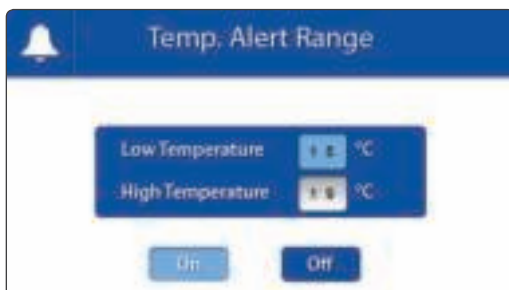 Temp. Alert Range
Low Temperature °C
High Temperature °C
On Off